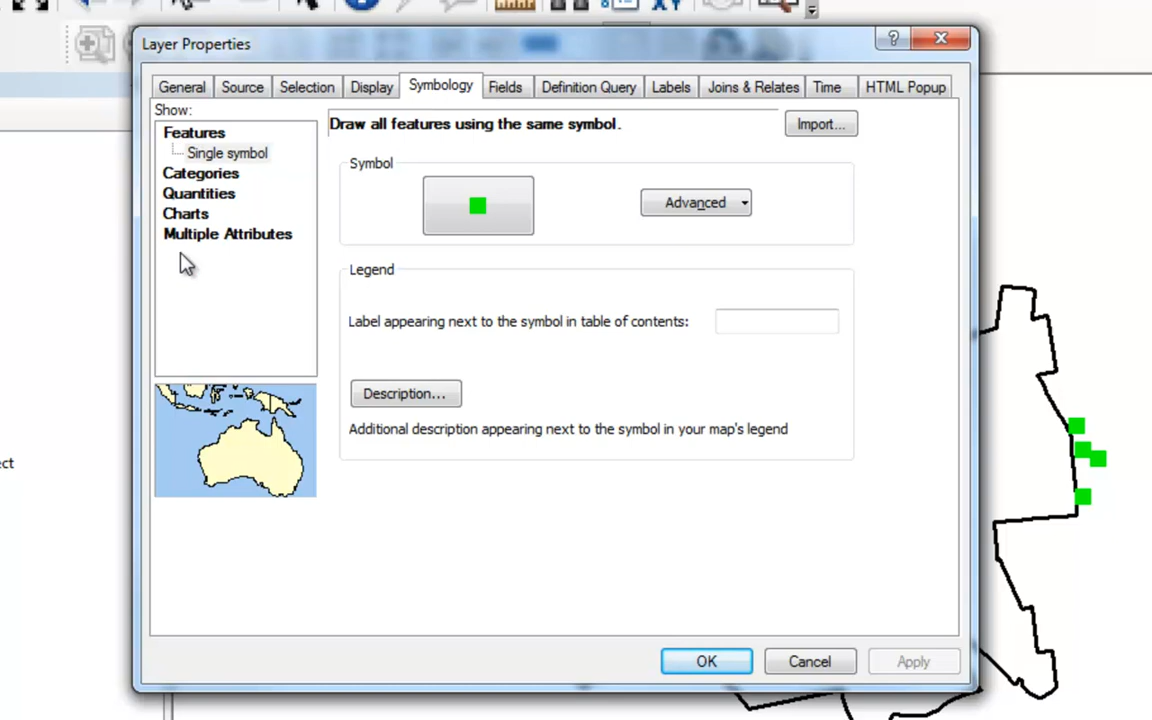 Layer Properties
General Source Selection Display Symbology Fields Definition Query Labels Joins & Relates Time HTML Popup
Show:
Features
Single symbol
Categories
Quantities
Charts
Multiple Attributes
Draw all features using the same symbol.
Import...
Symbol
Advanced
Legend
Label appearing next to the symbol in table of contents:
Description...
Additional description appearing next to the symbol in your map's legend
ect
OK Cancel Apply